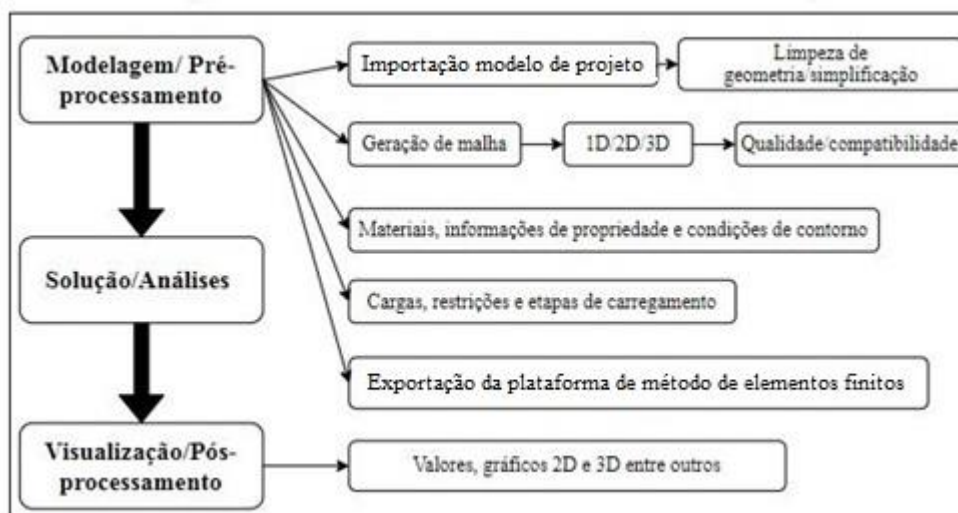 Modelagem/ Pré-
processamento
Importação modelo de projeto
Limpeza de
geometria/simplificação
Geração de malha
1D/2D/3D
Qualidade/compatibilidade
Materiais, informações de propriedade e condições de contorno
Solução/Análises
Cargas, restrições e etapas de carregamento
Exportação da plataforma de método de elementos finitos
Visualização/Pós-
processamento
Valores, gráficos 2D e 3D entre outros